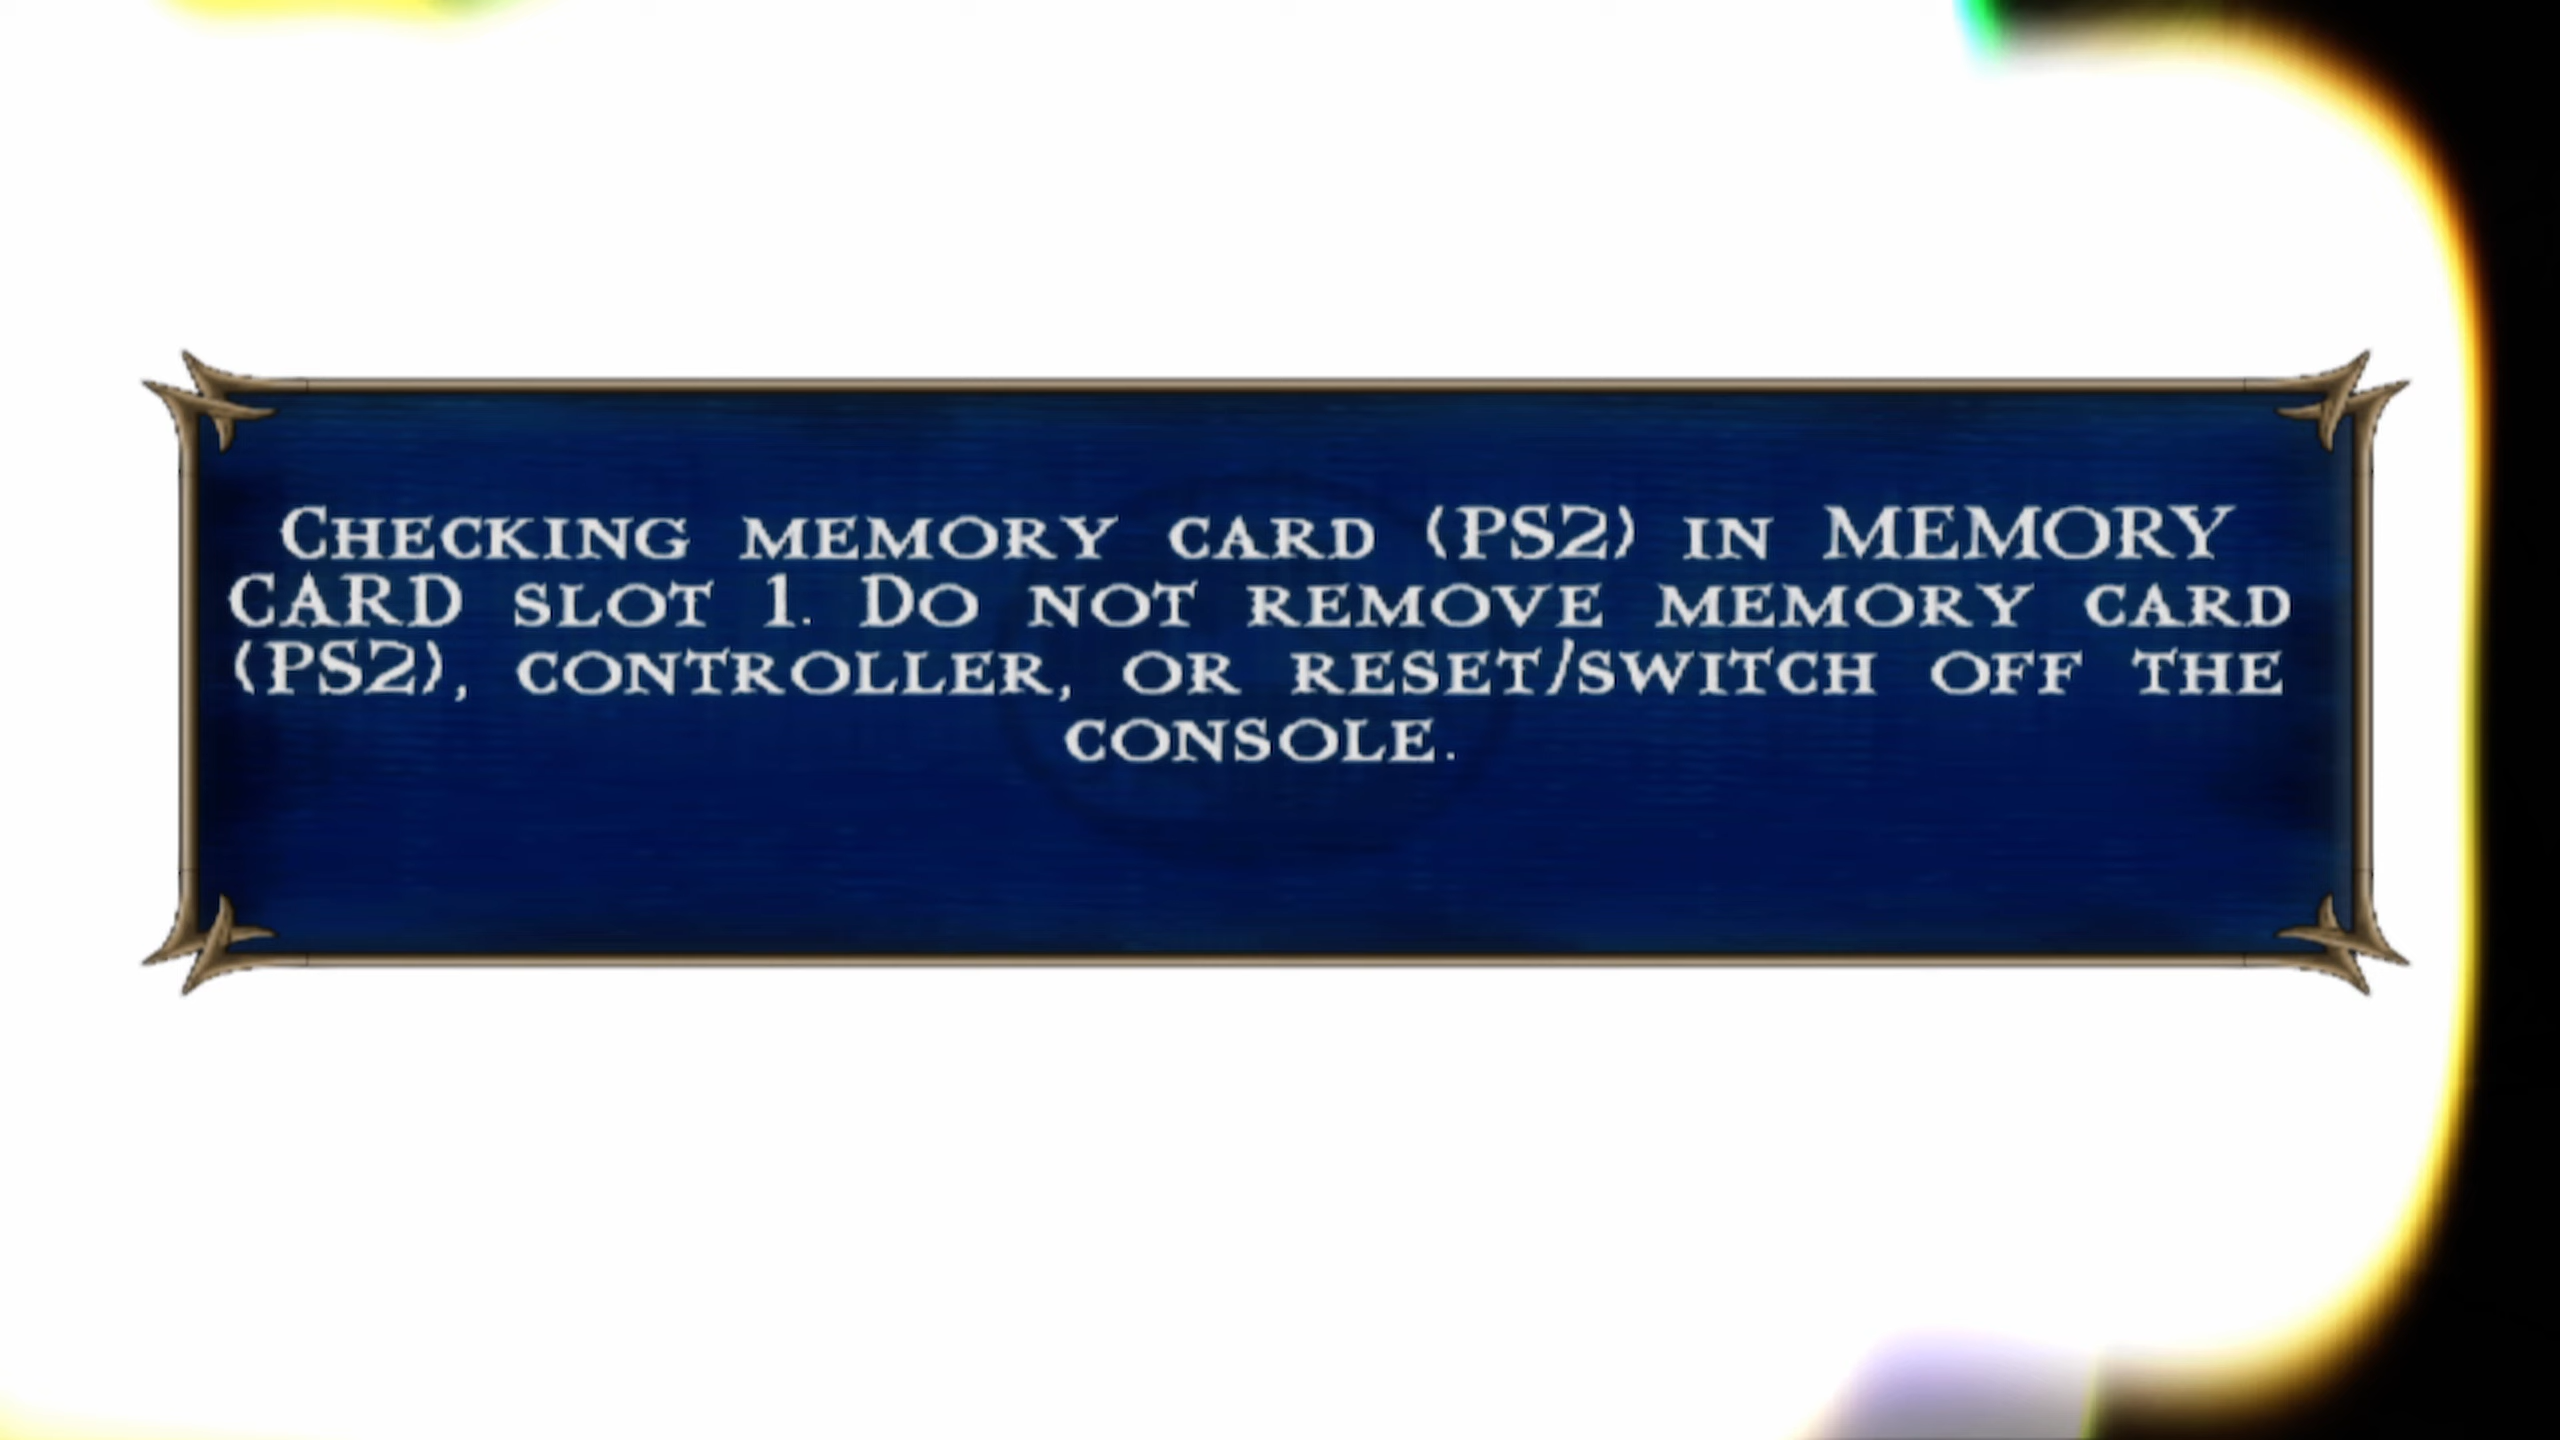 Checking memory card (PS2) in MEMORY
CARD slot 1. Do not remove memory card
(PS2), controller, or reset/switch off the
console.